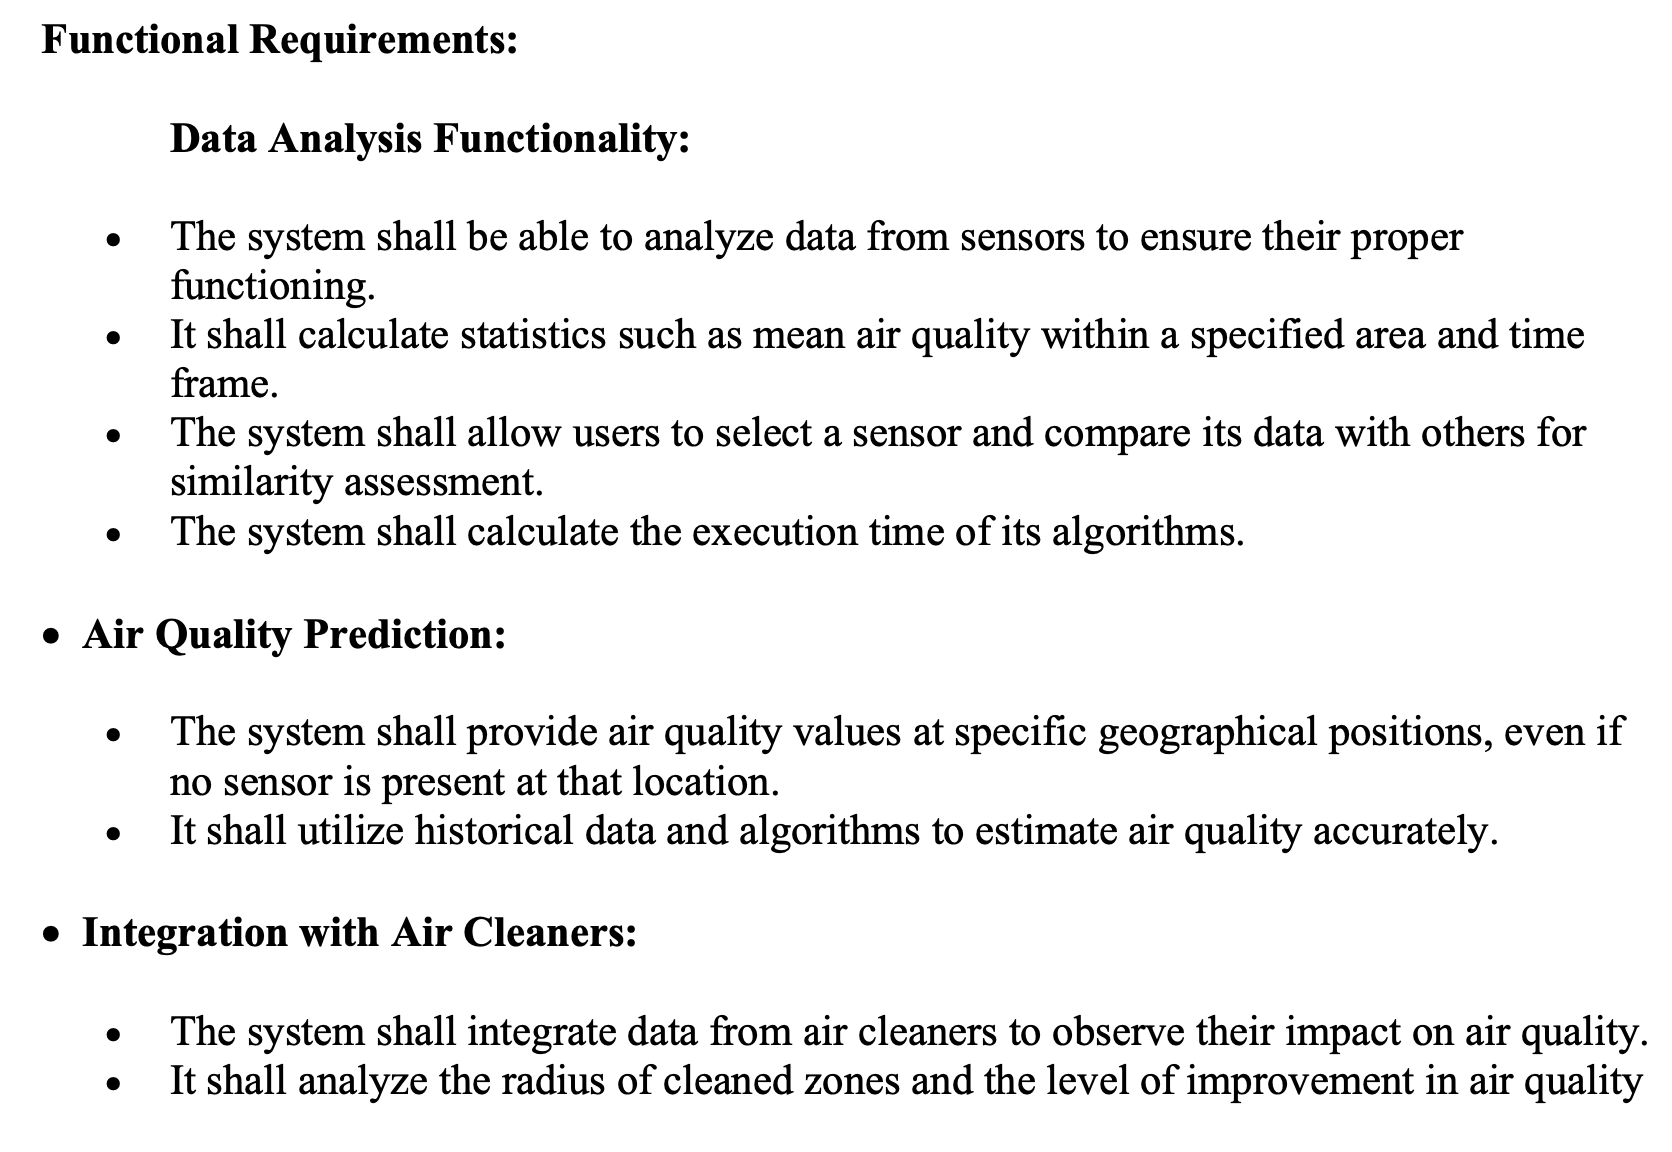 Functional Requirements:
Data Analysis Functionality:
• The system shall be able to analyze data from sensors to ensure their proper
functioning.
• It shall calculate statistics such as mean air quality within a specified area and time
frame.
• The system shall allow users to select a sensor and compare its data with others for
similarity assessment.
• The system shall calculate the execution time of its algorithms.
• Air Quality Prediction:
• The system shall provide air quality values at specific geographical positions, even if
no sensor is present at that location.
• It shall utilize historical data and algorithms to estimate air quality accurately.
• Integration with Air Cleaners:
• The system shall integrate data from air cleaners to observe their impact on air quality.
• It shall analyze the radius of cleaned zones and the level of improvement in air quality